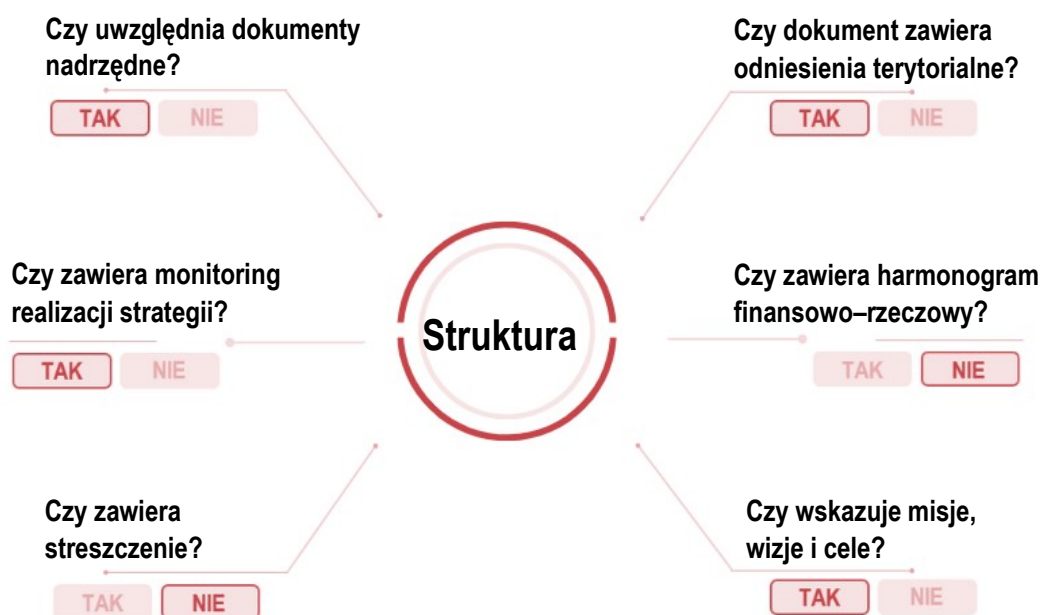 Czy uwzględnia dokumenty
nadrzędne?
TAK NIE
Czy dokument zawiera
odniesienia terytorialne?
TAK NIE
Czy zawiera monitoring
realizacji strategii?
TAK NIE
Struktura
Czy zawiera harmonogram
finansowo–rzeczowy?
TAK NIE
Czy zawiera
streszczenie?
TAK NIE
Czy wskazuje misje,
wizje i cele?
TAK NIE